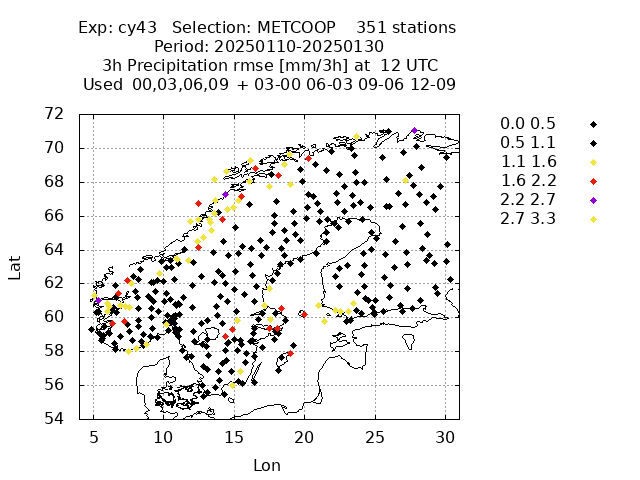 Exp: cy43 Selection: METCOOP 351 stations
Period: 20250110-20250130
3h Precipitation rmse [mm/3h] at 12 UTC
Used 00,03,06,09 + 03-00 06-03 09-06 12-09
72
70
68
66
64
62
60
58
56
54
Lat
5 10 15 20 25 30
Lon
0.0 0.5
0.5 1.1
1.1 1.6
1.6 2.2
2.2 2.7
2.7 3.3